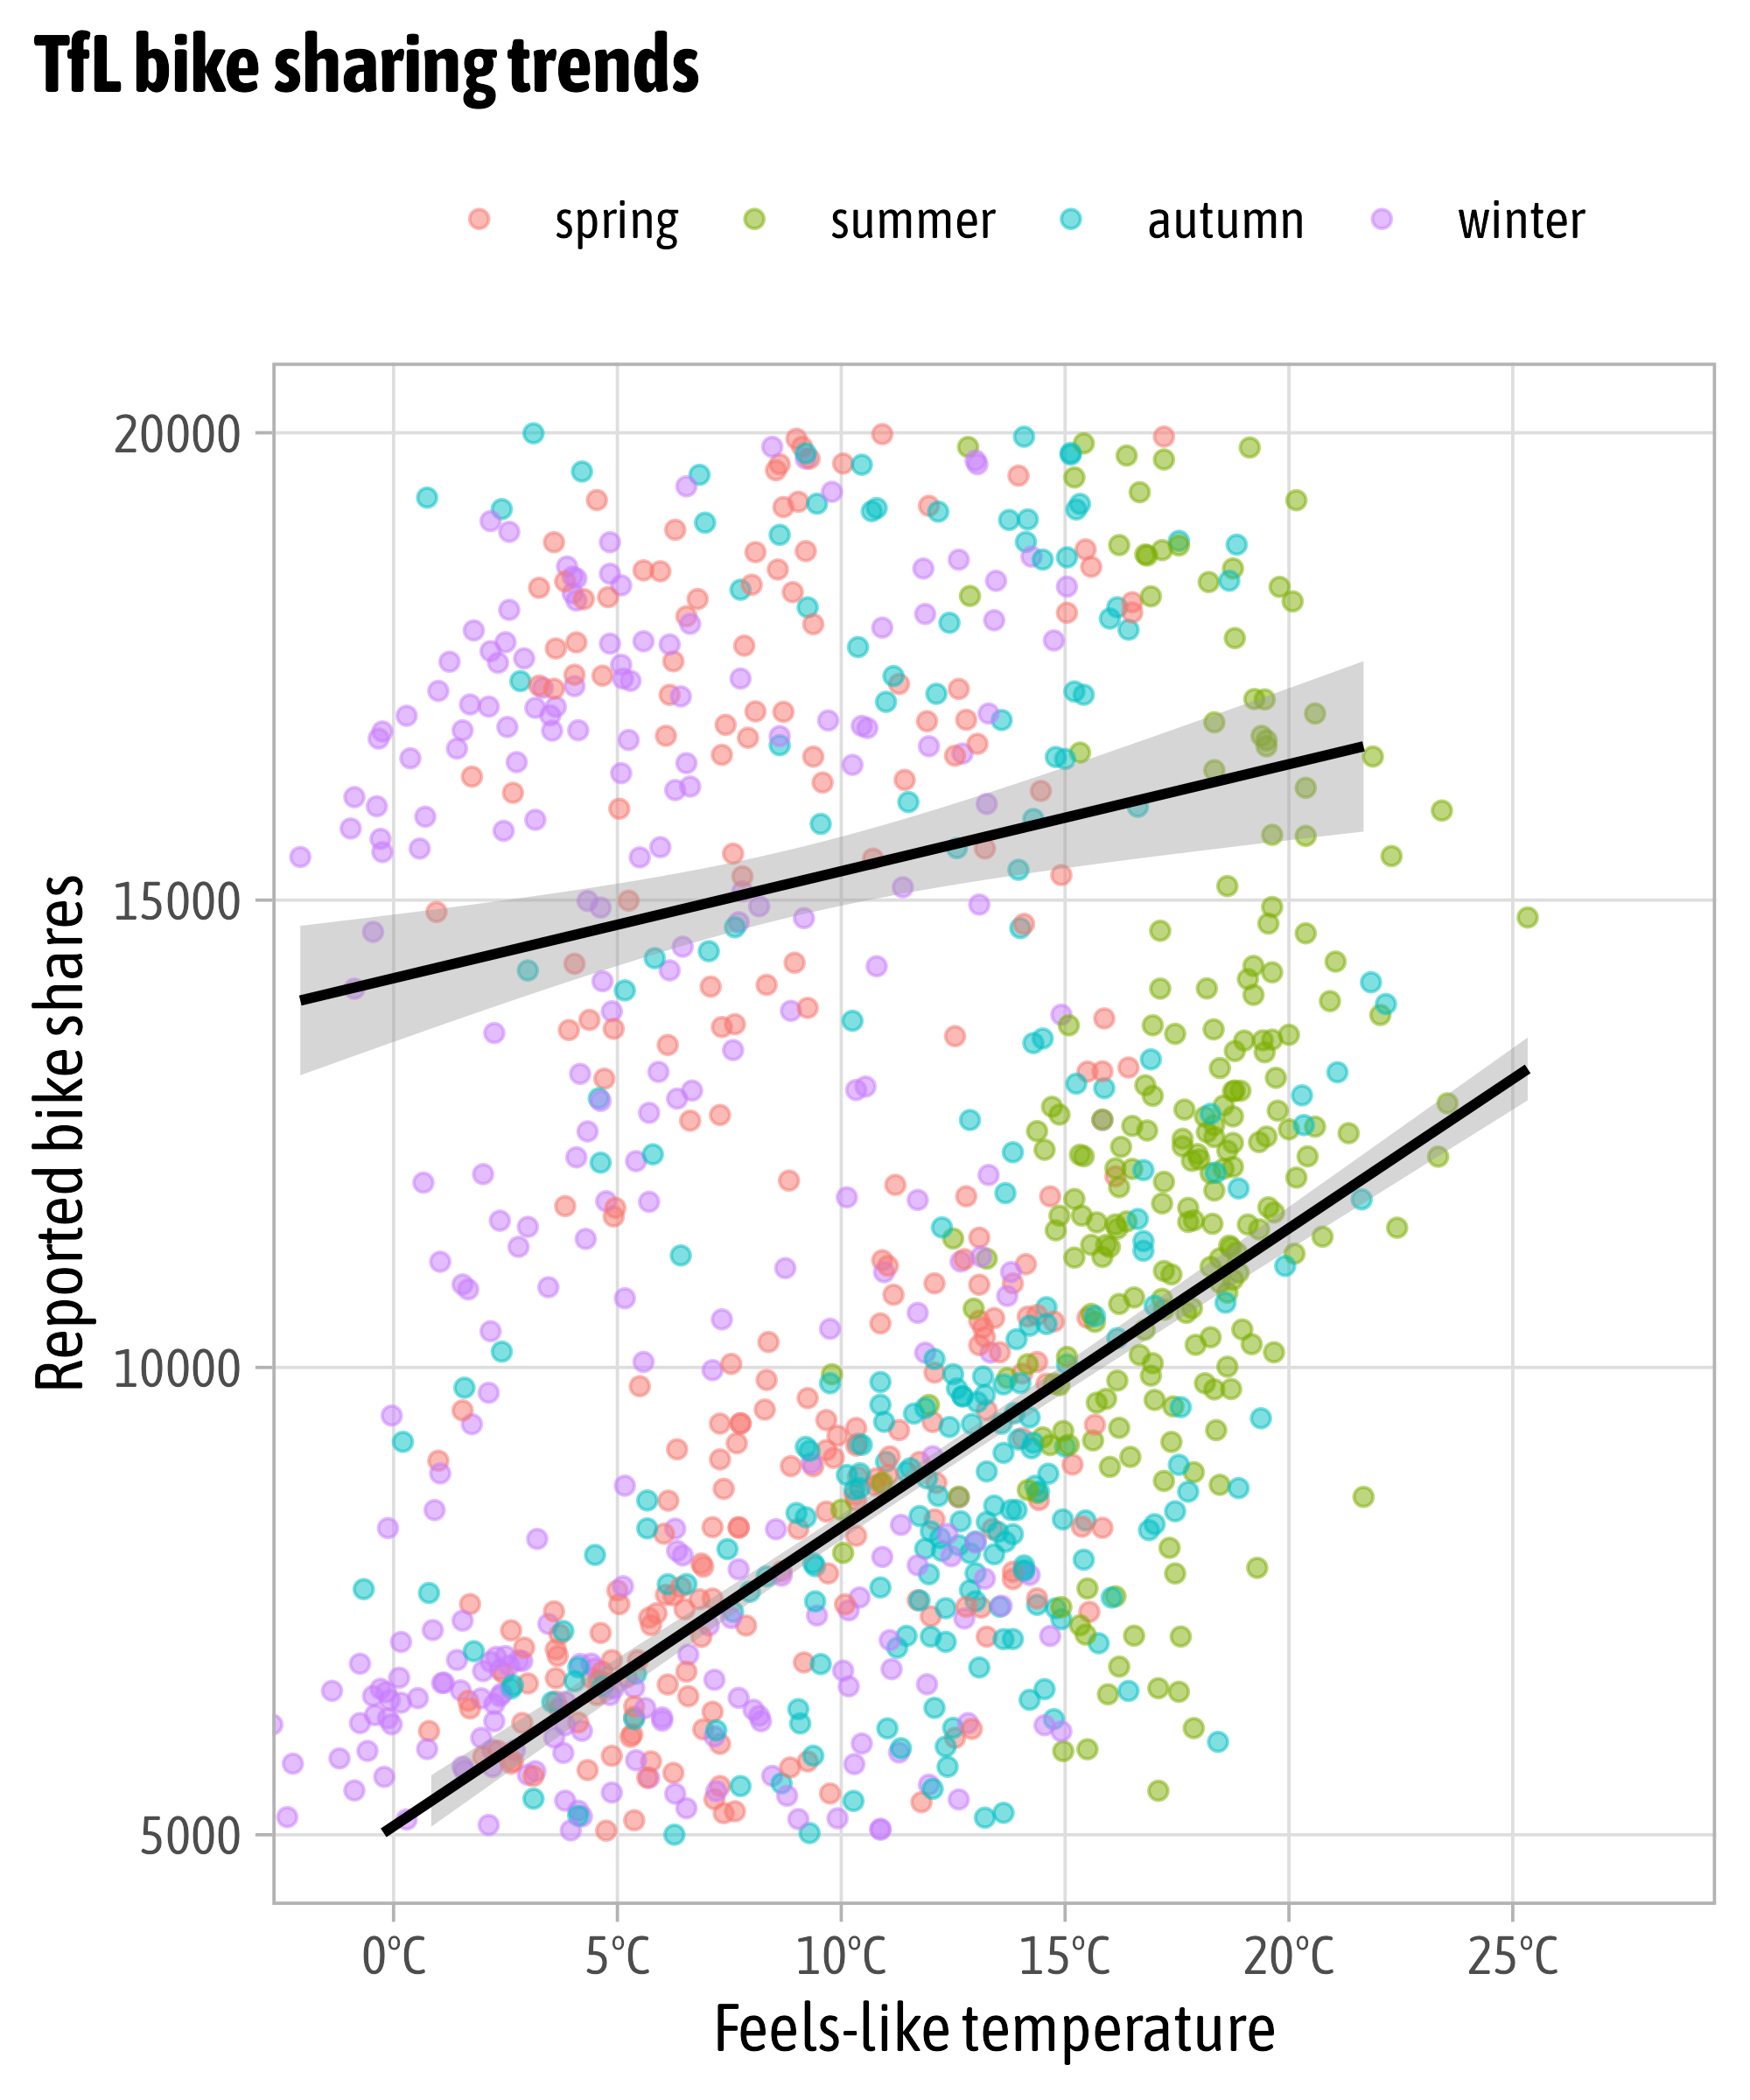 TfL bike sharing trends
spring summer autumn winter
20000
15000
10000
5000
Reported bike shares
0°C 5°C 10°C 15°C 20°C 25°C
Feels-like temperature